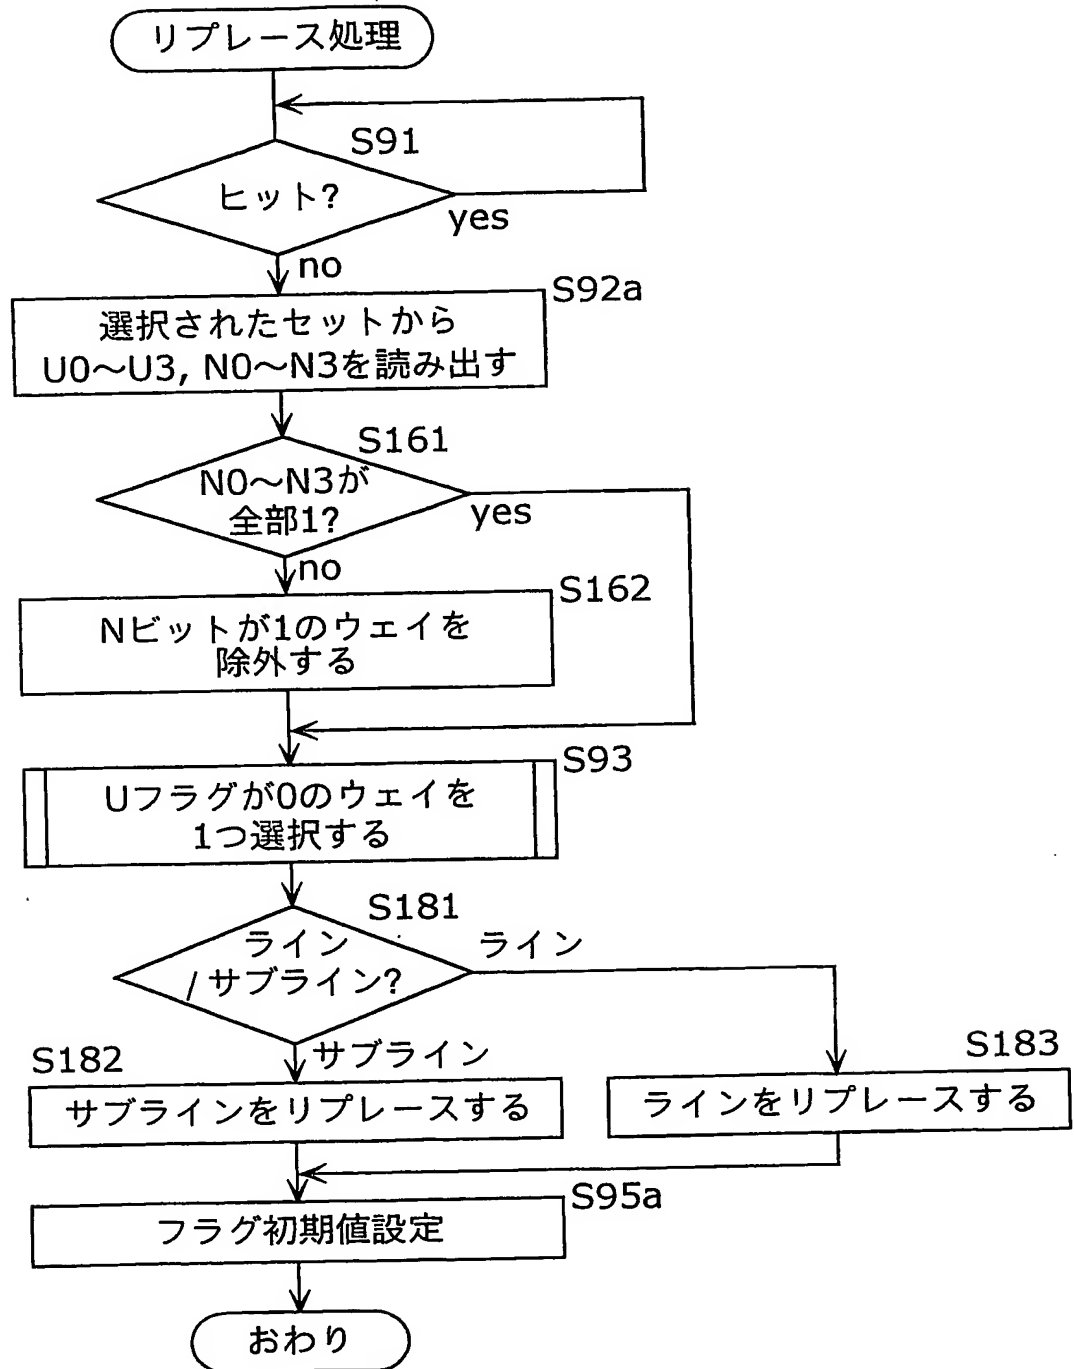 リプレース処理
S91
ヒット?
yes
no
S92a
選択されたセットから
U0～U3, N0～N3を読み出す
S161
N0～N3が
全部1?
yes
no
S162
Nビットが1のウェイを
除外する
S93
Uフラグが0のウェイを
1つ選択する
S181
ライン
/サブライン?
ライン
サブライン
S182
サブラインをリプレースする
S183
ラインをリプレースする
S95a
フラグ初期値設定
おわり